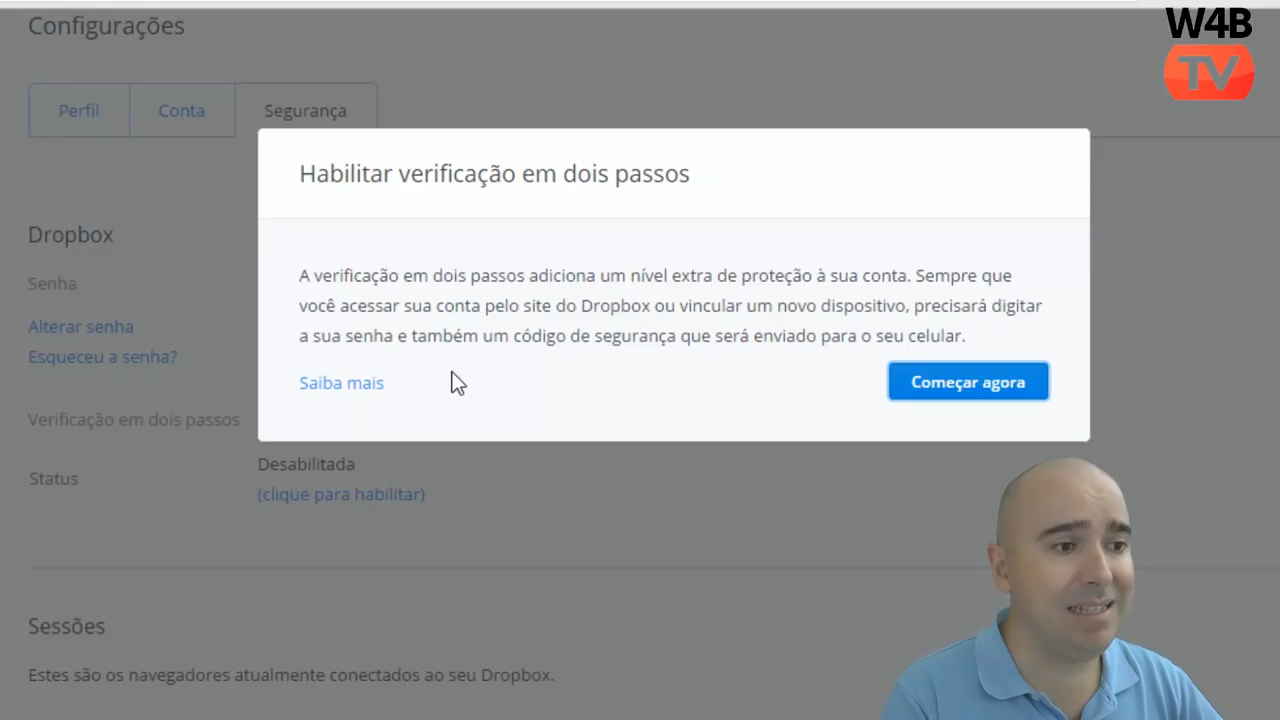 Configurações
W4B
TV
Perfil
Conta
Segurança
Habilitar verificação em dois passos
A verificação em dois passos adiciona um nível extra de proteção à sua conta. Sempre que
você acessar sua conta pelo site do Dropbox ou vincular um novo dispositivo, precisará digitar
a sua senha e também um código de segurança que será enviado para o seu celular.
Saiba mais
Começar agora
Dropbox
Senha
Alterar senha
Esqueceu a senha?
Verificação em dois passos
Status
Desabilitada
(clique para habilitar)
Sessões
Estes são os navegadores atualmente conectados ao seu Dropbox.